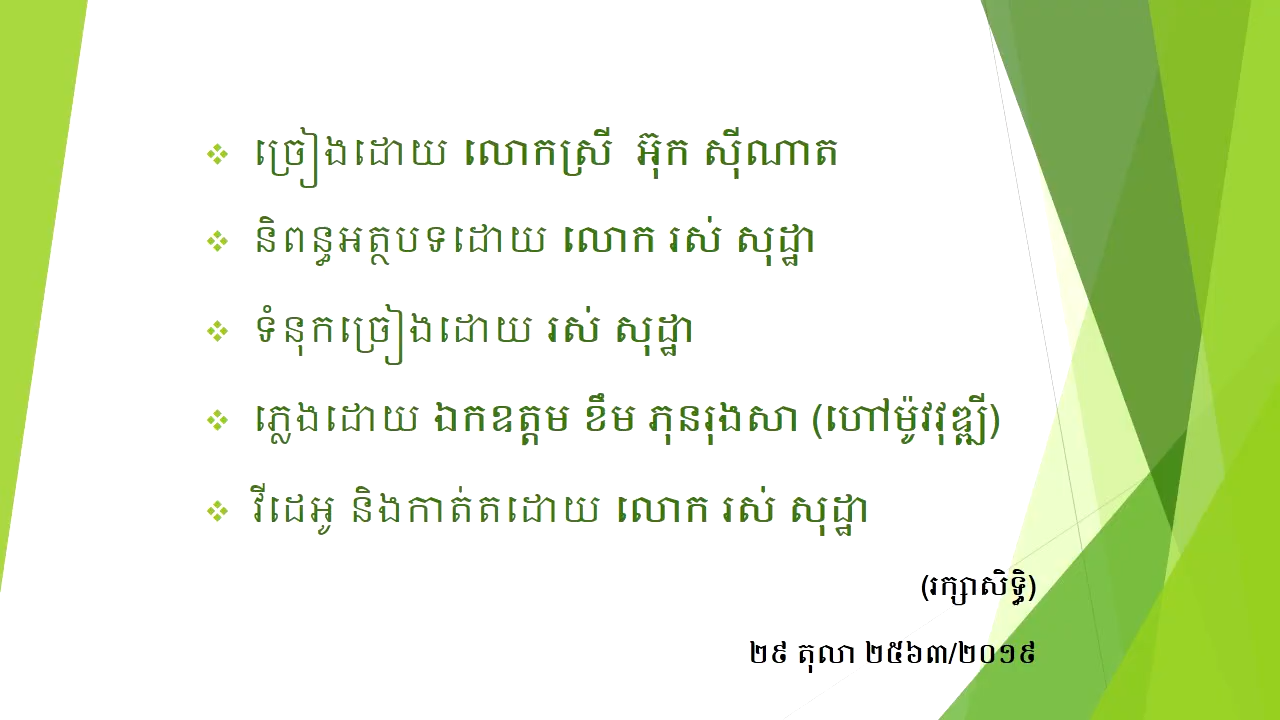 ច្រៀងដោយ លោកស្រី អ៊ុក ស៊ីណាត
និពន្ធអត្ថបទដោយ លោក រស់ សុដ្ឋា
ទំនុកច្រៀងដោយ រស់ សុដ្ឋា
ភ្លេងដោយ ឯកឧត្តម ខឹម ភុនរុងសា (ហៅម៉ូវវុឌ្ឍី)
វីដេអូ និងកាត់តដោយ លោក រស់ សុដ្ឋា
(រក្សាសិទ្ធិ)
២៩ តុលា ២៥៦៣/២០១៩